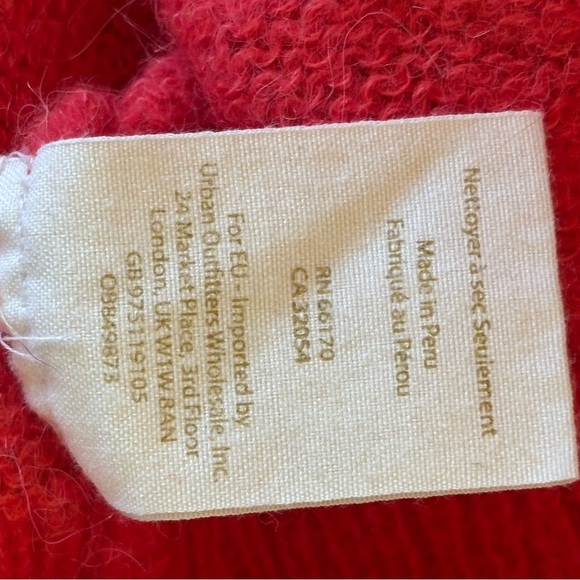 Nettoyer à sec Seulement
Made in Peru
Fabriqué au Pérou
RN 66170
CA 32054
For EU - Imported by
Urban Outfitters Wholesale, Inc.
24 Market Place, 3rd Floor
London, UK W1W 8AN
GB975119105
O9849873